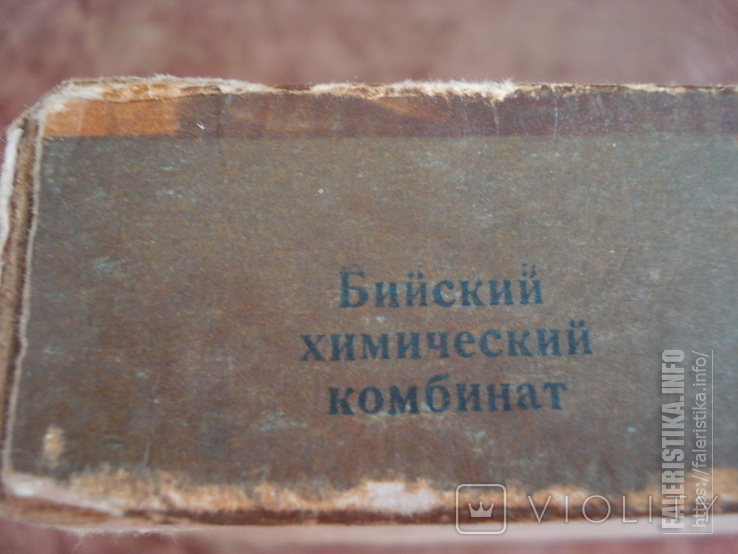 Бийский
химический
комбинат
FALERISTIKA.INFO
https://faleristika.info/
VIOLITY